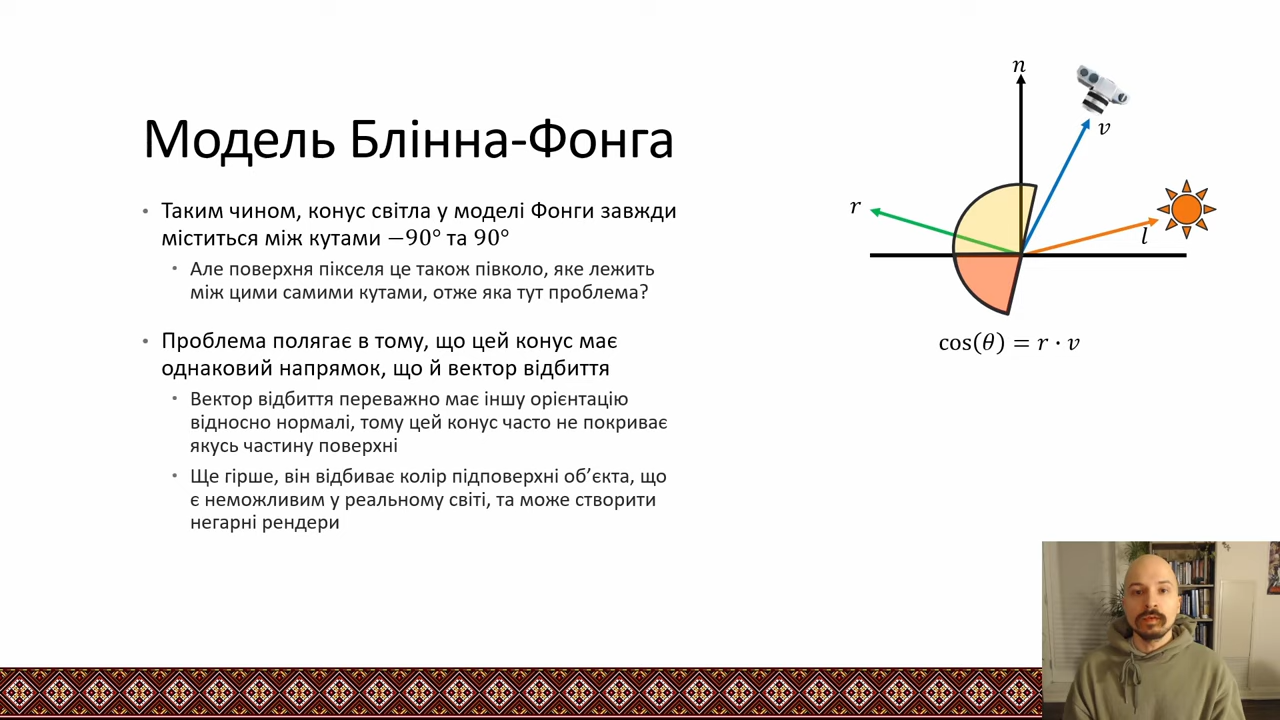 Модель Блінна-Фонга
• Таким чином, конус світла у моделі Фонги завжди
міститься між кутами −90° та 90°
• Але поверхня пікселя це також півколо, яке лежить
між цими самими кутами, отже яка тут проблема?
• Проблема полягає в тому, що цей конус має
однаковий напрямок, що й вектор відбиття
• Вектор відбиття переважно має іншу орієнтацію
відносно нормалі, тому цей конус часто не покриває
якусь частину поверхні
• Ще гірше, він відбиває колір підповерхні об’єкта, що
є неможливим у реальному світі, та може створити
негарні рендери
n
v
r
l
cos(θ) = r · v